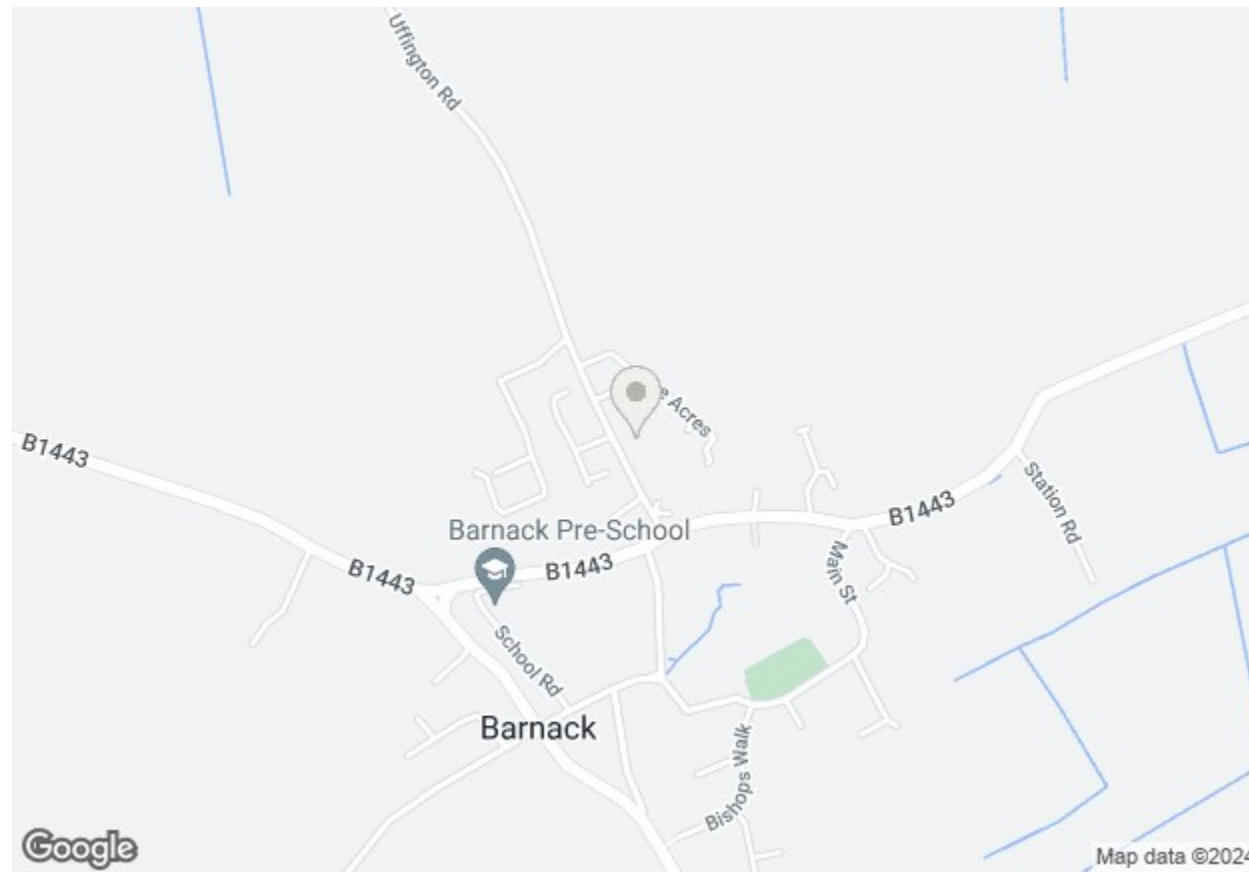 Uffington Rd
e Acres
B1443
Station Rd
B1443
Barnack Pre-School
B1443
B1443
Main St
School Rd
Barnack
Bishops Walk
Google
Map data ©2024